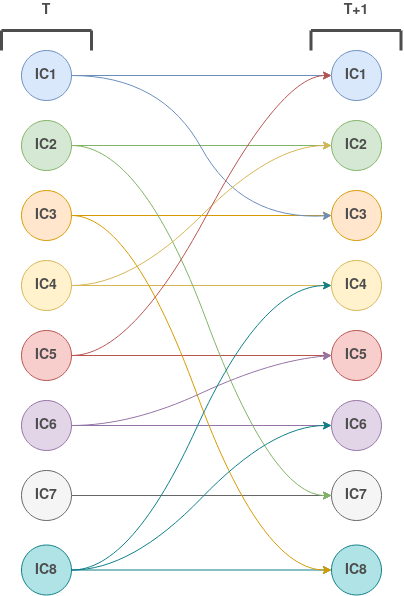 T T+1
IC1 IC1
IC2 IC2
IC3 IC3
IC4 IC4
IC5 IC5
IC6 IC6
IC7 IC7
IC8 IC8